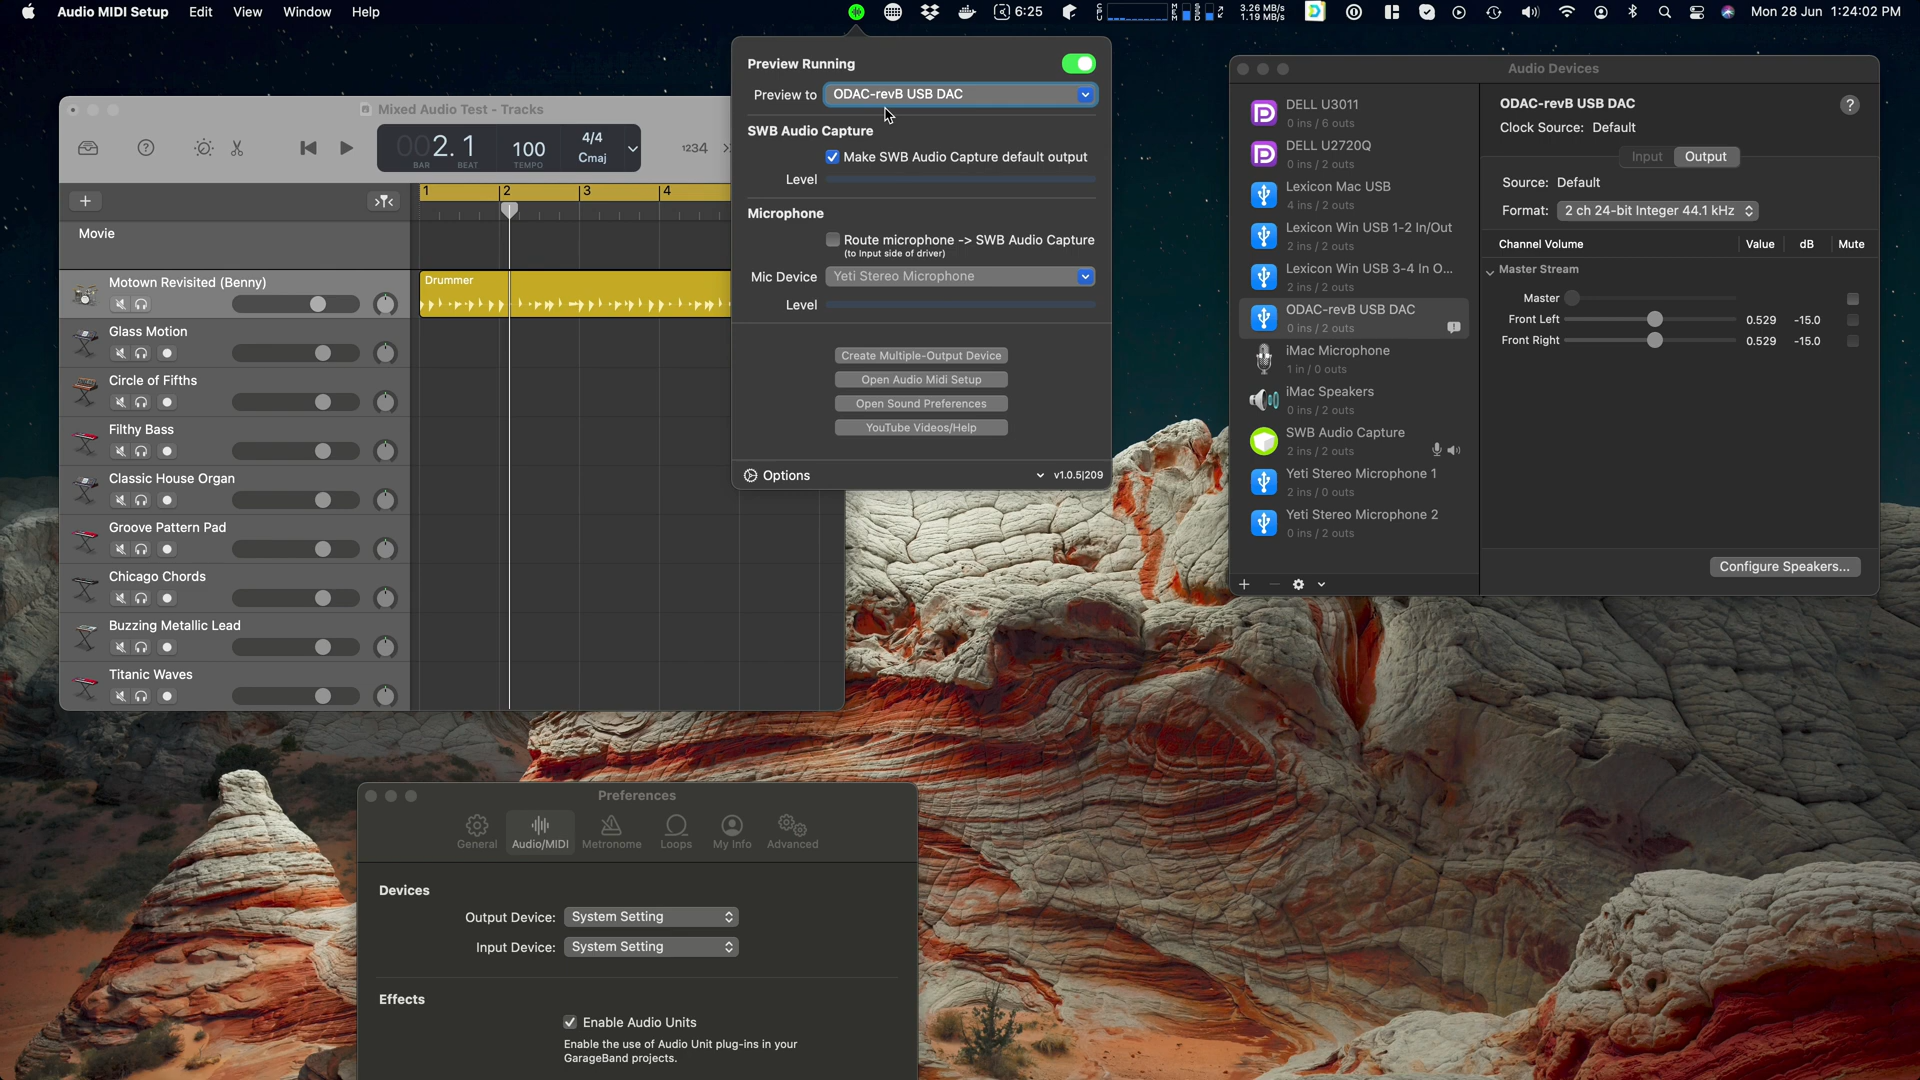 Audio MIDI Setup Edit View Window Help
6:25
3.26 MB/s
1.19 MB/s
Mon 28 Jun 1:24:02 PM
Mixed Audio Test - Tracks
002.1
BAR BEAT
100
TEMPO
4/4
Cmaj
1234
1 2 3 4
Movie
Motown Revisited (Benny)
Drummer
Glass Motion
Circle of Fifths
Filthy Bass
Classic House Organ
Groove Pattern Pad
Chicago Chords
Buzzing Metallic Lead
Titanic Waves
Preview Running
Preview to ODAC-revB USB DAC
SWB Audio Capture
Make SWB Audio Capture default output
Level
Microphone
Route microphone -> SWB Audio Capture
(to Input side of driver)
Mic Device Yeti Stereo Microphone
Level
Create Multiple-Output Device
Open Audio Midi Setup
Open Sound Preferences
YouTube Videos/Help
Options
v1.0.5|209
Audio Devices
DELL U3011
0 ins / 6 outs
DELL U2720Q
0 ins / 2 outs
Lexicon Mac USB
4 ins / 2 outs
Lexicon Win USB 1-2 In/Out
2 ins / 2 outs
Lexicon Win USB 3-4 In O...
2 ins / 2 outs
ODAC-revB USB DAC
0 ins / 2 outs
iMac Microphone
1 in / 0 outs
iMac Speakers
0 ins / 2 outs
SWB Audio Capture
2 ins / 2 outs
Yeti Stereo Microphone 1
2 ins / 0 outs
Yeti Stereo Microphone 2
0 ins / 2 outs
ODAC-revB USB DAC
Clock Source: Default
Input Output
Source: Default
Format: 2 ch 24-bit Integer 44.1 kHz
Channel Volume Value dB Mute
Master Stream
Master
Front Left 0.529 -15.0
Front Right 0.529 -15.0
Configure Speakers...
Preferences
General Audio/MIDI Metronome Loops My Info Advanced
Devices
Output Device: System Setting
Input Device: System Setting
Effects
Enable Audio Units
Enable the use of Audio Unit plug-ins in your
GarageBand projects.